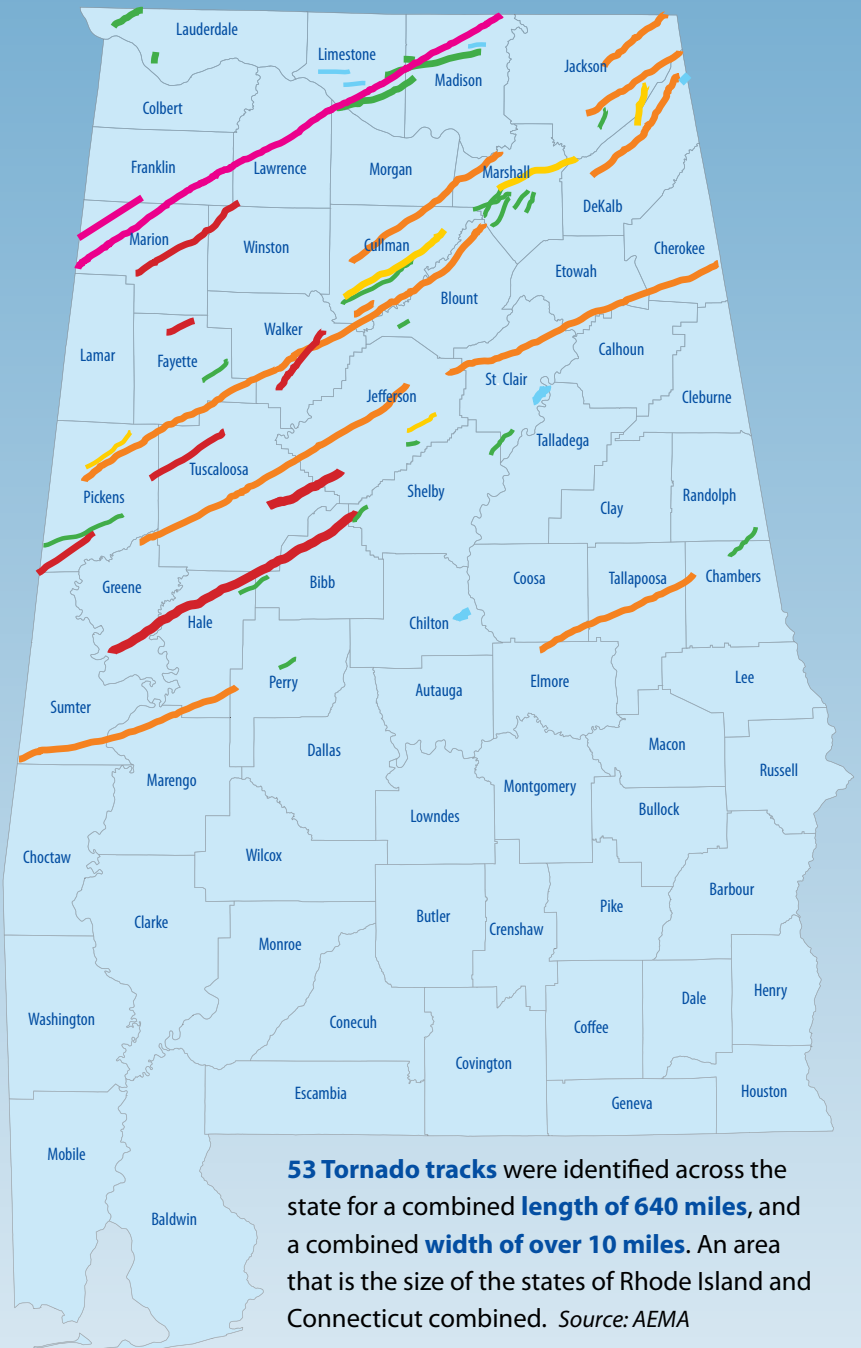 Lauderdale
Limestone
Madison
Jackson
Colbert
Franklin
Lawrence
Morgan
Marshall
DeKalb
Marion
Winston
Cullman
Cherokee
Etowah
Blount
Lamar
Fayette
Walker
Calhoun
St Clair
Jefferson
Cleburne
Talladega
Tuscaloosa
Pickens
Shelby
Clay
Randolph
Greene
Bibb
Coosa
Tallapoosa
Chambers
Hale
Chilton
Perry
Autauga
Elmore
Lee
Sumter
Dallas
Macon
Marengo
Montgomery
Russell
Lowndes
Bullock
Choctaw
Wilcox
Barbour
Clarke
Butler
Crenshaw
Pike
Monroe
Washington
Conecuh
Coffee
Dale
Henry
Covington
Escambia
Geneva
Houston
Mobile
Baldwin
53 Tornado tracks were identified across the
state for a combined length of 640 miles, and
a combined width of over 10 miles. An area
that is the size of the states of Rhode Island and
Connecticut combined. Source: AEMA